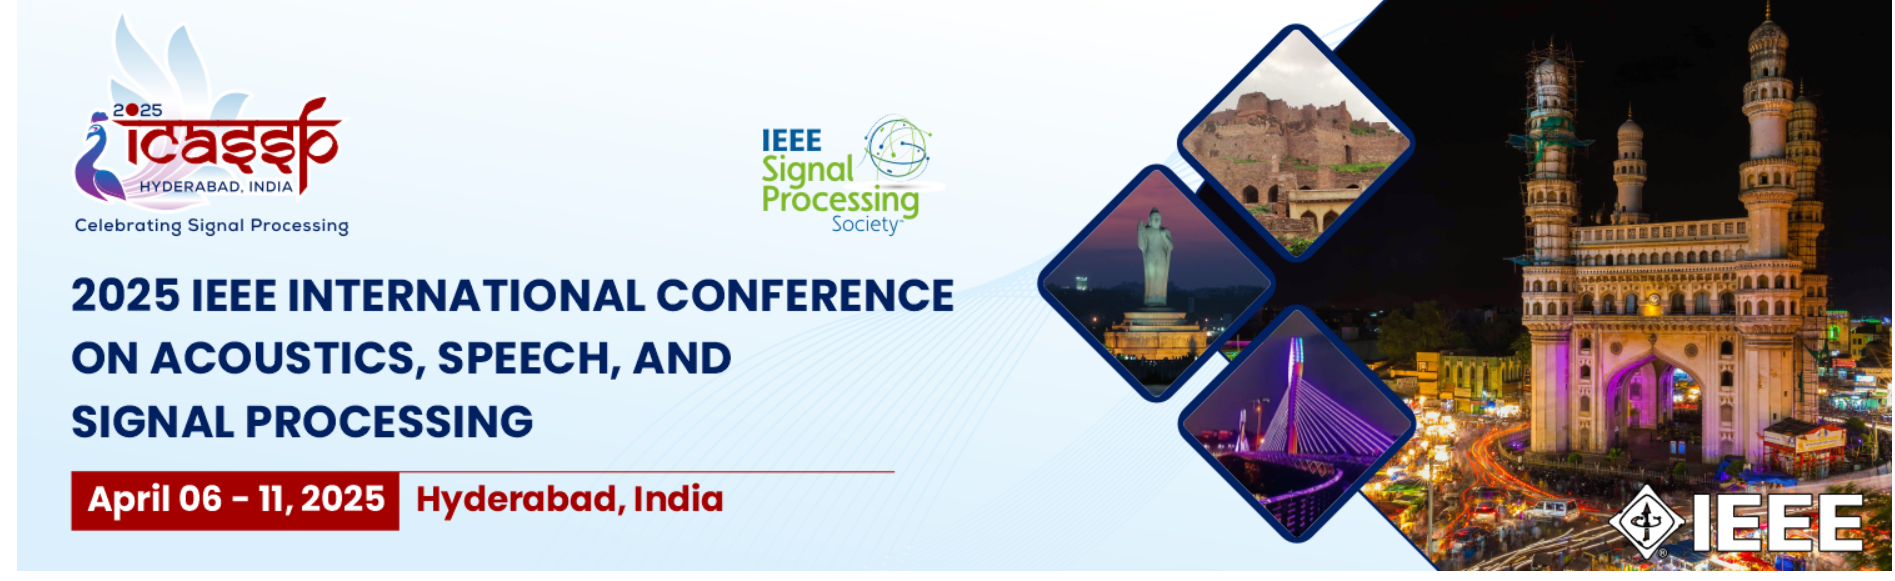 2025
icassp
HYDERABAD, INDIA
Celebrating Signal Processing
IEEE
Signal
Processing
Society™
2025 IEEE INTERNATIONAL CONFERENCE
ON ACOUSTICS, SPEECH, AND
SIGNAL PROCESSING
April 06 - 11, 2025 Hyderabad, India
IEEE
®